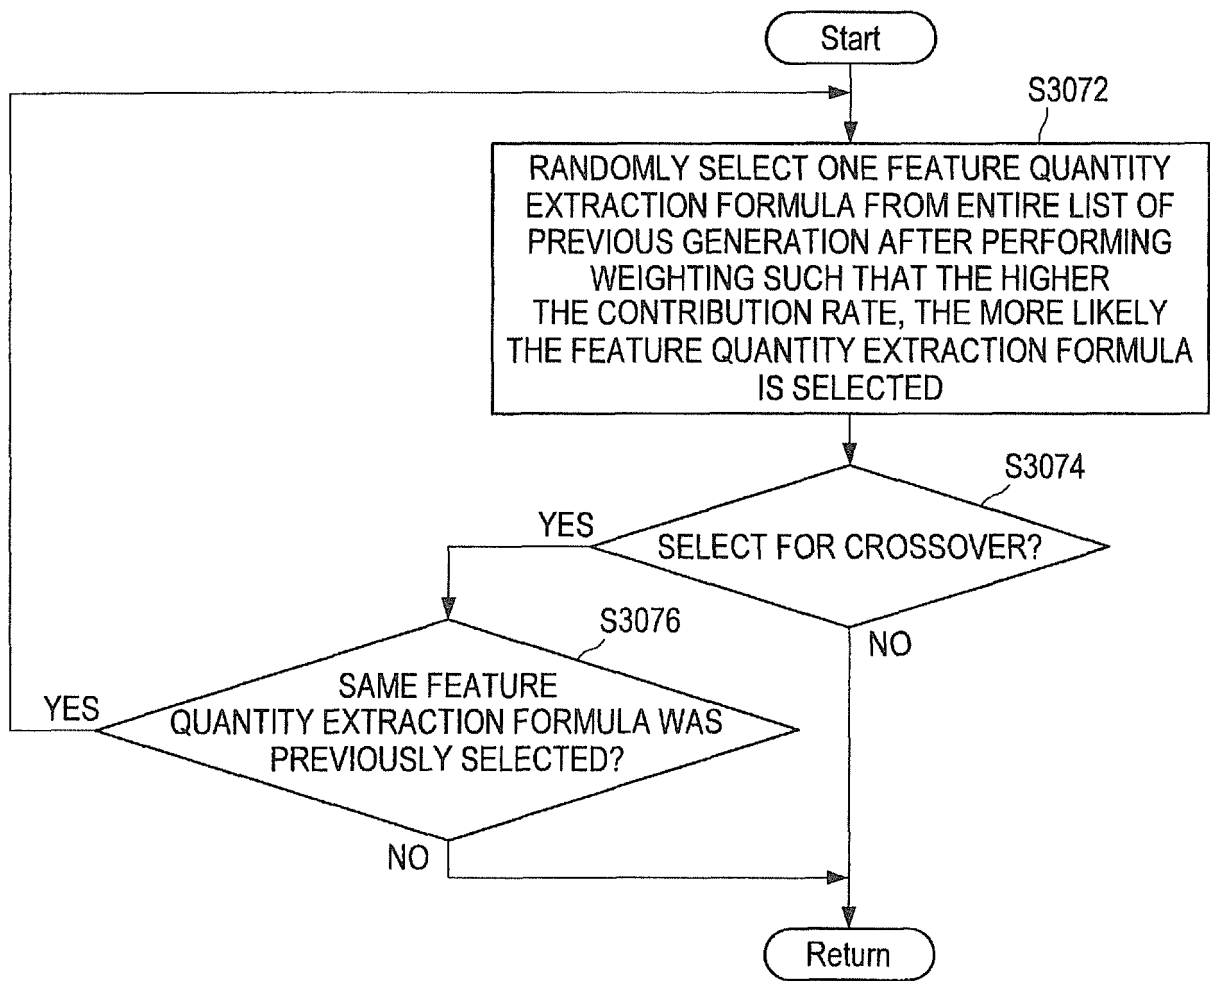 Start
S3072
RANDOMLY SELECT ONE FEATURE QUANTITY
EXTRACTION FORMULA FROM ENTIRE LIST OF
PREVIOUS GENERATION AFTER PERFORMING
WEIGHTING SUCH THAT THE HIGHER
THE CONTRIBUTION RATE, THE MORE LIKELY
THE FEATURE QUANTITY EXTRACTION FORMULA
IS SELECTED
S3074
YES
SELECT FOR CROSSOVER?
S3076
NO
YES
SAME FEATURE
QUANTITY EXTRACTION FORMULA WAS
PREVIOUSLY SELECTED?
NO
Return